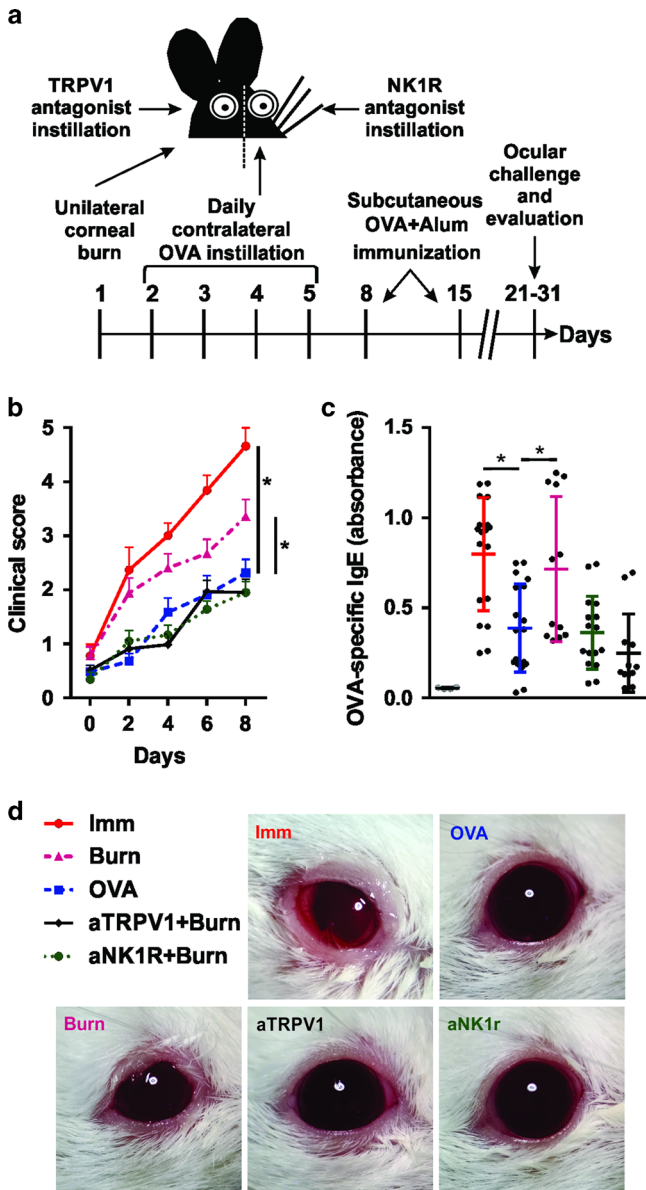 a
TRPV1
antagonist
instillation
NK1R
antagonist
instillation
Unilateral
corneal
burn
Daily
contralateral
OVA instillation
Subcutaneous
OVA+Alum
immunization
Ocular
challenge
and
evaluation
1 2 3 4 5 8 15 21-31
Days
b
Clinical score
5
4
3
2
1
0
0 2 4 6 8
Days
*
*
c
OVA-specific IgE (absorbance)
1.5
1.0
0.5
0.0
* *
d
Imm
Burn
OVA
aTRPV1+Burn
aNK1R+Burn
Imm
OVA
Burn
aTRPV1
aNK1r